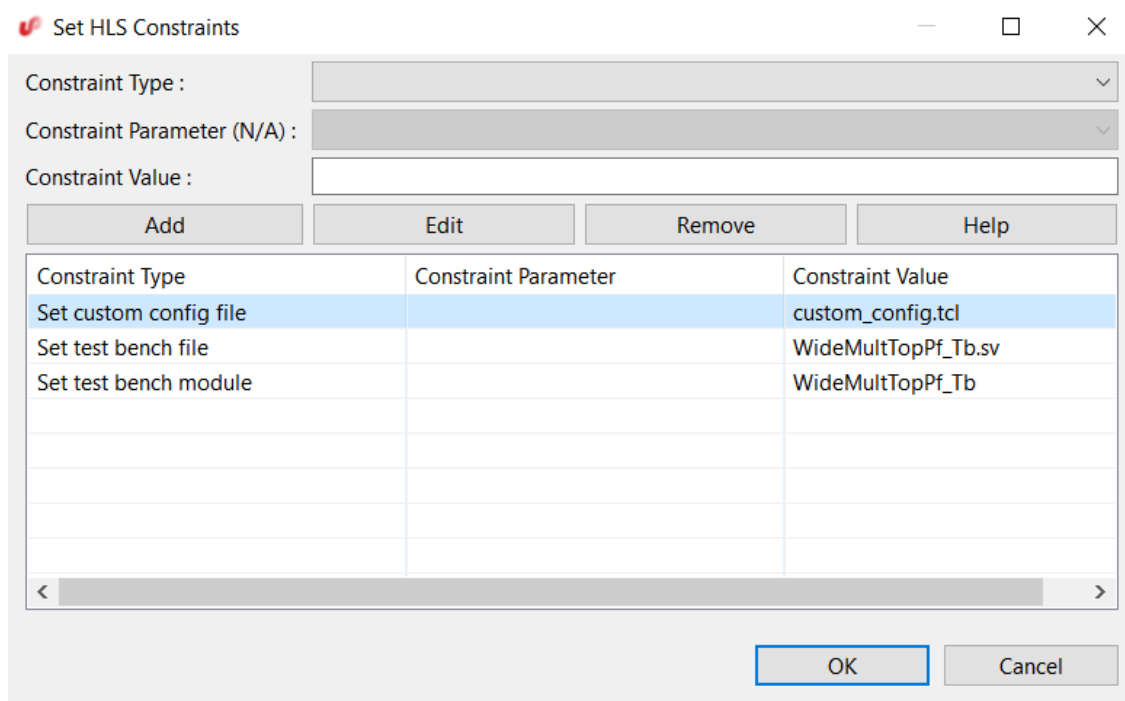 Set HLS Constraints
Constraint Type :
Constraint Parameter (N/A) :
Constraint Value :
Add Edit Remove Help
Constraint Type Constraint Parameter Constraint Value
Set custom config file custom_config.tcl
Set test bench file WideMultTopPf_Tb.sv
Set test bench module WideMultTopPf_Tb
OK Cancel